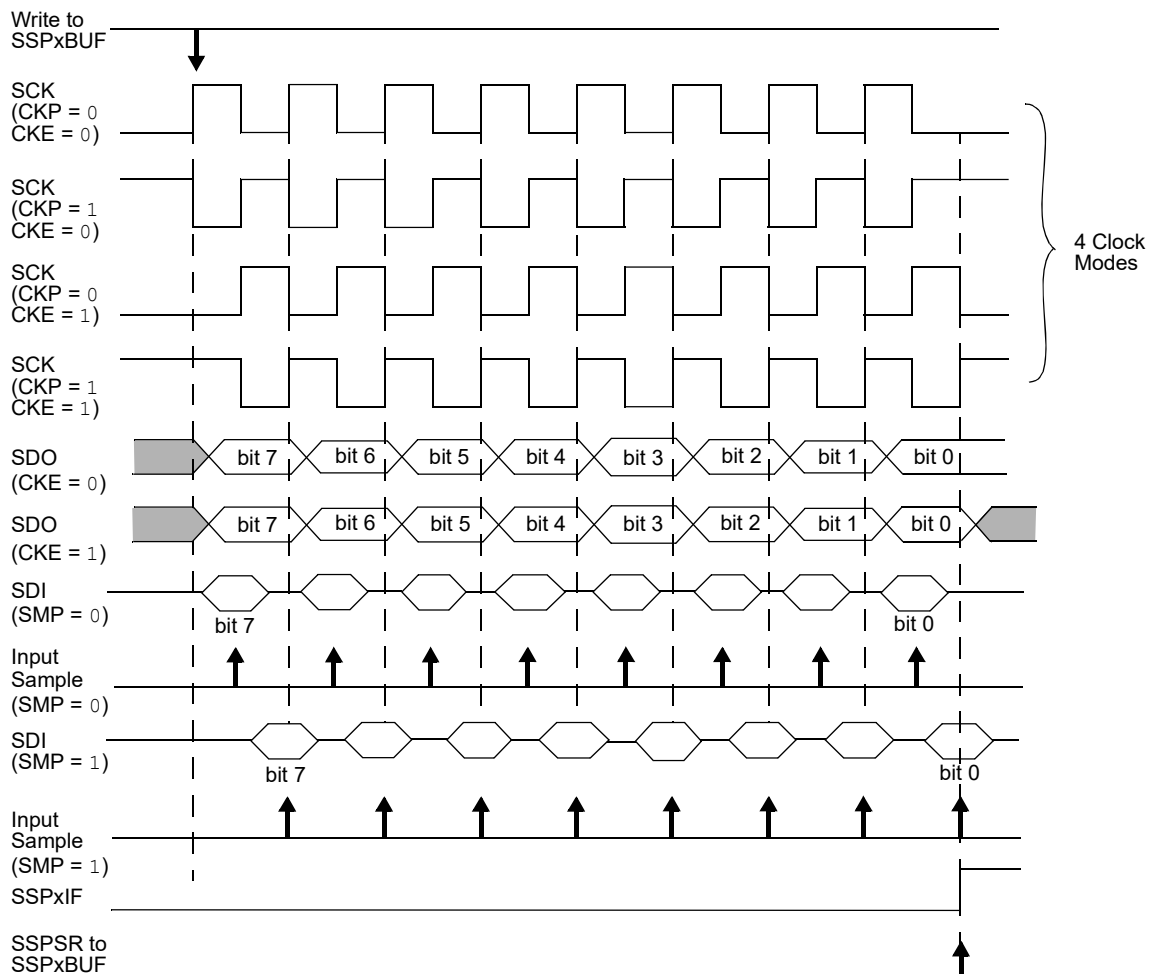 Write to
SSPxBUF
SCK
(CKP = 0
CKE = 0)
SCK
(CKP = 1
CKE = 0)
SCK
(CKP = 0
CKE = 1)
SCK
(CKP = 1
CKE = 1)
4 Clock
Modes
SDO
(CKE = 0)
bit 7 bit 6 bit 5 bit 4 bit 3 bit 2 bit 1 bit 0
SDO
(CKE = 1)
bit 7 bit 6 bit 5 bit 4 bit 3 bit 2 bit 1 bit 0
SDI
(SMP = 0)
bit 7 bit 0
Input
Sample
(SMP = 0)
SDI
(SMP = 1)
bit 7 bit 0
Input
Sample
(SMP = 1)
SSPxIF
SSPSR to
SSPxBUF